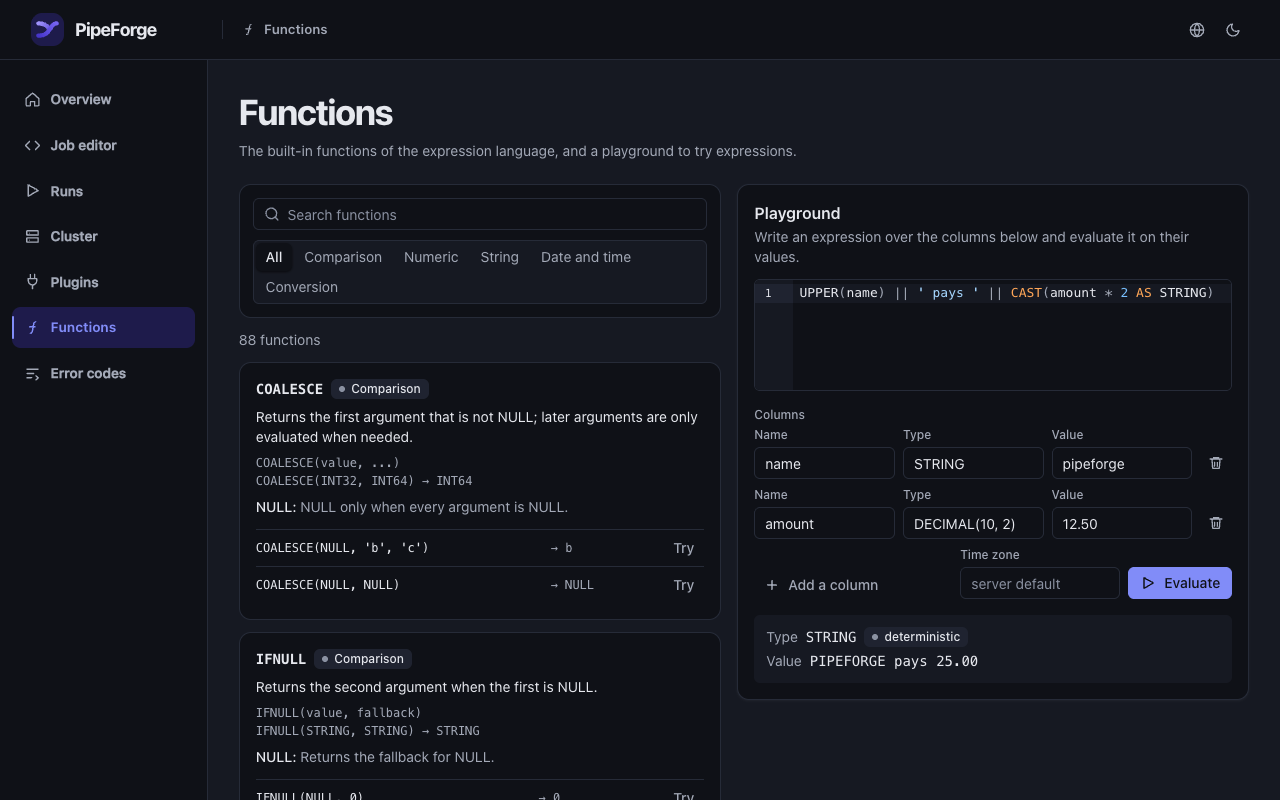 PipeForge
Functions
Overview
Job editor
Runs
Cluster
Plugins
Functions
Error codes
Functions
The built-in functions of the expression language, and a playground to try expressions.
Search functions
All Comparison Numeric String Date and time
Conversion
88 functions
COALESCE Comparison
Returns the first argument that is not NULL; later arguments are only
evaluated when needed.
COALESCE(value, ...)
COALESCE(INT32, INT64) → INT64
NULL: NULL only when every argument is NULL.
COALESCE(NULL, 'b', 'c') → b Try
COALESCE(NULL, NULL) → NULL Try
IFNULL Comparison
Returns the second argument when the first is NULL.
IFNULL(value, fallback)
IFNULL(STRING, STRING) → STRING
NULL: Returns the fallback for NULL.
IFNULL(NULL, 0) → 0 Try
Playground
Write an expression over the columns below and evaluate it on their
values.
1 UPPER(name) || ' pays ' || CAST(amount * 2 AS STRING)
Columns
Name Type Value
name STRING pipeforge
Name Type Value
amount DECIMAL(10, 2) 12.50
Time zone
Add a column server default Evaluate
Type STRING deterministic
Value PIPEFORGE pays 25.00